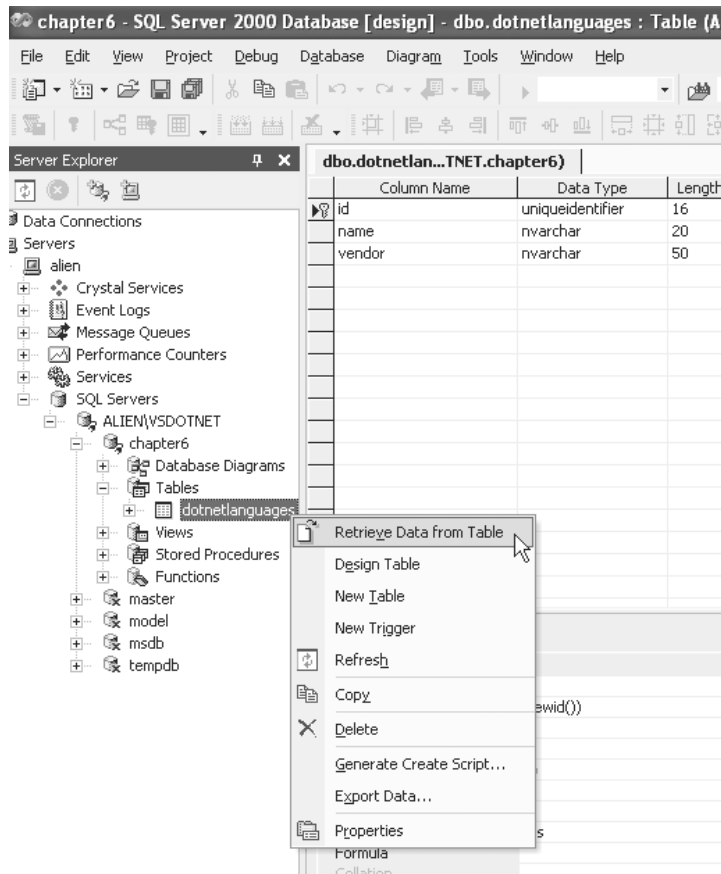 chapter6 - SQL Server 2000 Database [design] - dbo.dotnetlanguages : Table (A
File Edit View Project Debug Database Diagram Tools Window Help
Server Explorer
Data Connections
Servers
alien
Crystal Services
Event Logs
Message Queues
Performance Counters
Services
SQL Servers
ALIEN\VSDOTNET
chapter6
Database Diagrams
Tables
dotnetlanguages
Views
Stored Procedures
Functions
master
model
msdb
tempdb
dbo.dotnetlan...TNET.chapter6)
Column Name Data Type Length
id uniqueidentifier 16
name nvarchar 20
vendor nvarchar 50
Retrieve Data from Table
Design Table
New Table
New Trigger
Refresh
Copy
Delete
Generate Create Script...
Export Data...
Properties
ewid())
s
Formula
Collation